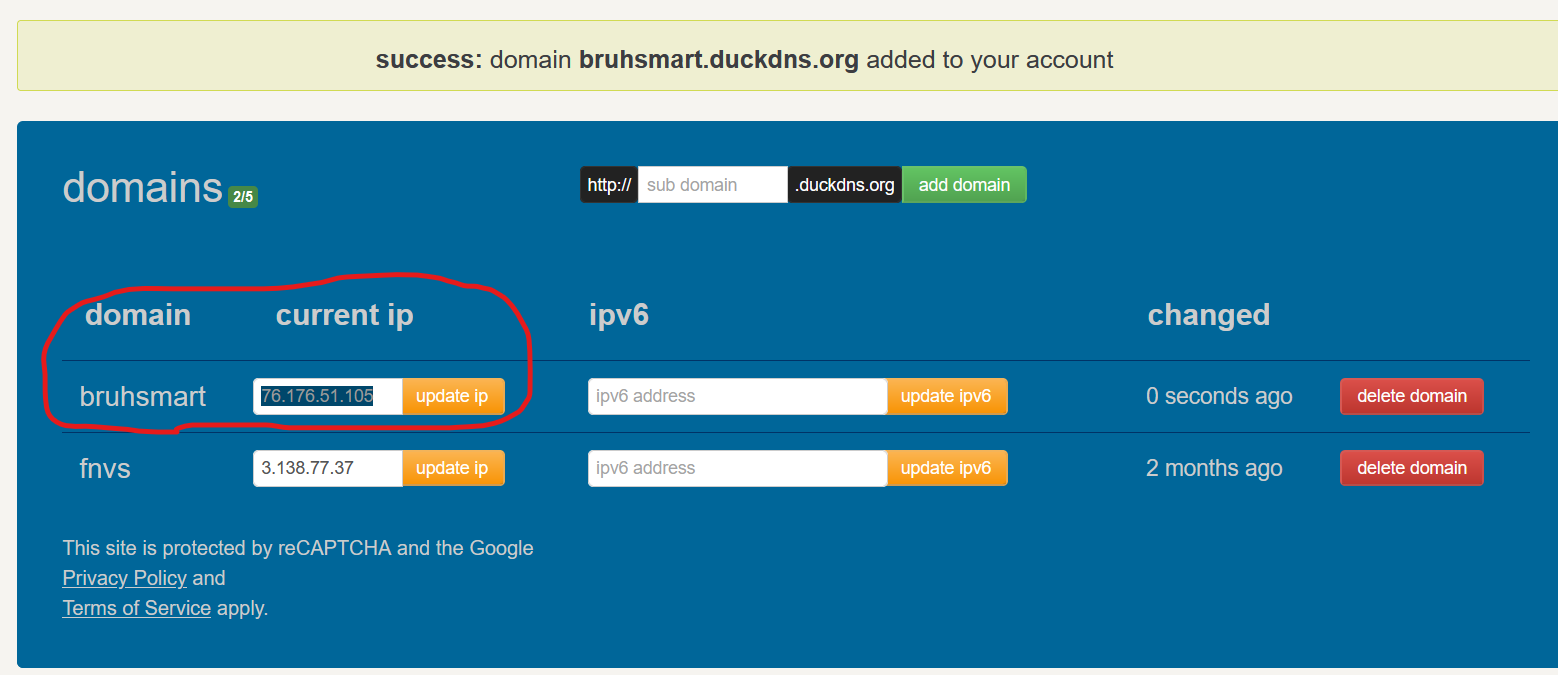 success: domain bruhsmart.duckdns.org added to your account
domains 2/5
http:// sub domain .duckdns.org add domain
domain current ip ipv6 changed
bruhsmart 76.176.51.105 update ip ipv6 address update ipv6 0 seconds ago delete domain
fnvs 3.138.77.37 update ip ipv6 address update ipv6 2 months ago delete domain
This site is protected by reCAPTCHA and the Google
Privacy Policy and
Terms of Service apply.